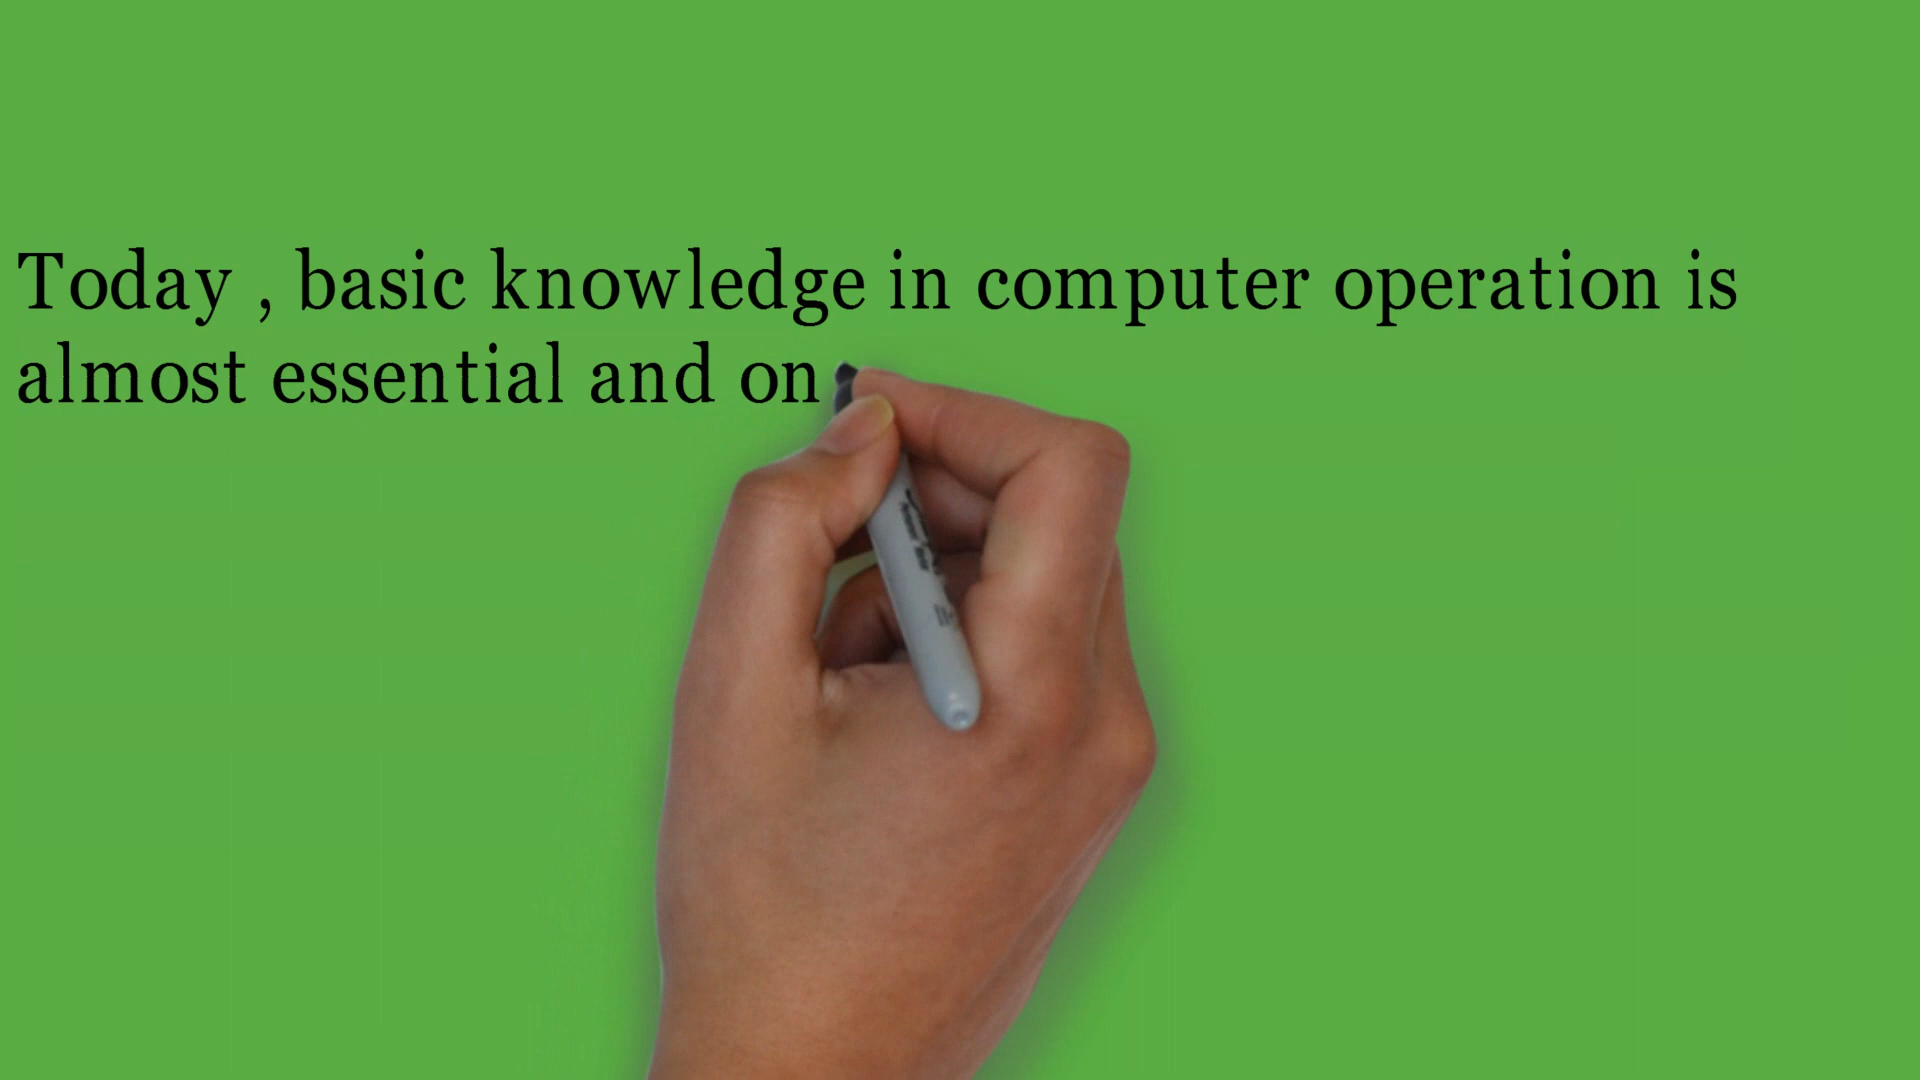 Today , basic knowledge in computer operation is
almost essential and on